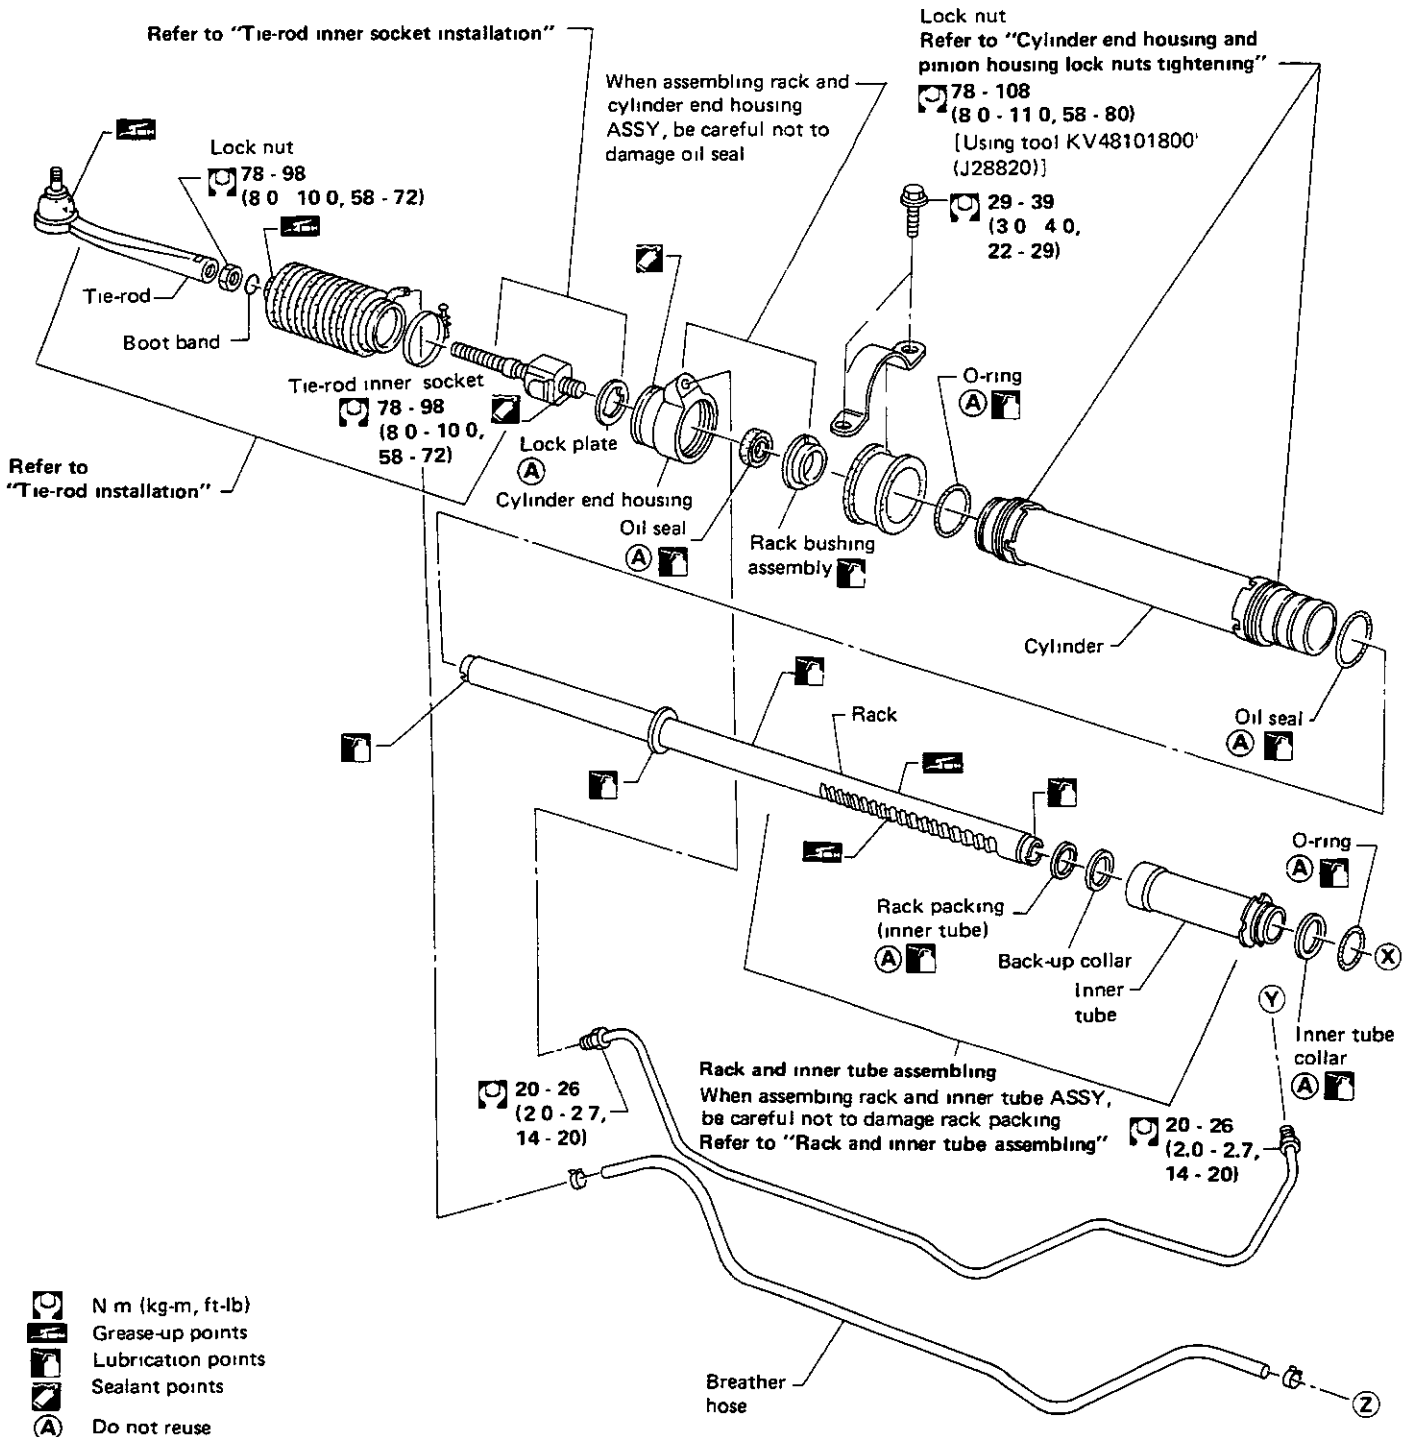 Refer to "Tie-rod inner socket installation"
Lock nut
Refer to "Cylinder end housing and
pinion housing lock nuts tightening"
78 - 108
(8 0 - 11 0, 58 - 80)
[Using tool KV48101800
(J28820)]
When assembling rack and
cylinder end housing
ASSY, be careful not to
damage oil seal
Lock nut
78 - 98
(8 0 10 0, 58 - 72)
29 - 39
(3 0 4 0,
22 - 29)
Tie-rod
Boot band
Tie-rod inner socket
78 - 98
(8 0 - 10 0,
58 - 72)
Lock plate
A
Cylinder end housing
Oil seal
A
Rack bushing
assembly
O-ring
A
Refer to
"Tie-rod installation"
Cylinder
Oil seal
A
Rack
O-ring
A
Rack packing
(inner tube)
A
Back-up collar
Inner
tube
X
Y
Inner tube
collar
A
Rack and inner tube assembling
When assembing rack and inner tube ASSY,
be careful not to damage rack packing
Refer to "Rack and inner tube assembling"
20 - 26
(2 0 - 2 7,
14 - 20)
20 - 26
(2.0 - 2.7,
14 - 20)
Breather
hose
Z
N m (kg-m, ft-lb)
Grease-up points
Lubrication points
Sealant points
A Do not reuse